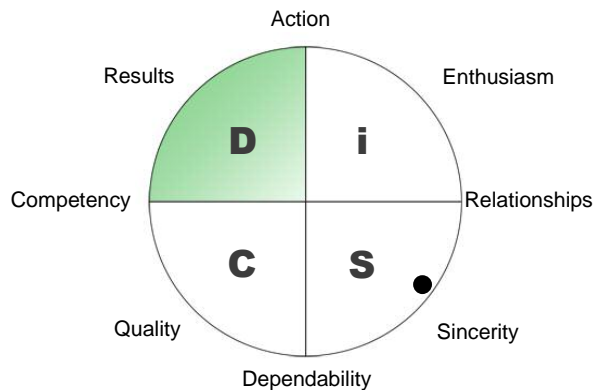 Action
Results
Enthusiasm
D
i
Competency
Relationships
C
S
Quality
Sincerity
Dependability